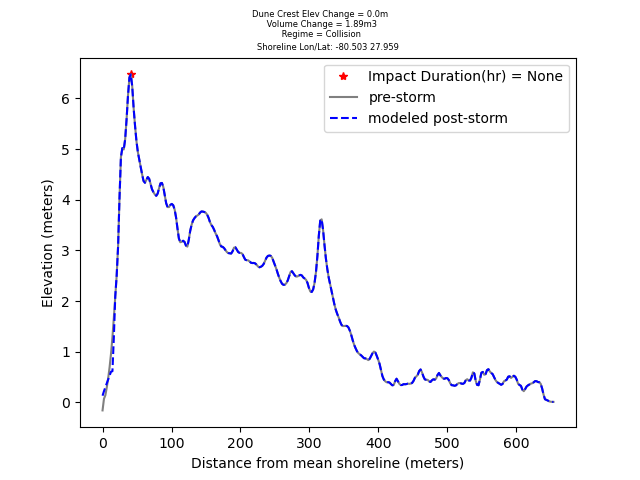 Dune Crest Elev Change = 0.0m
Volume Change = 1.89m3
Regime = Collision
Shoreline Lon/Lat: -80.503 27.959
Impact Duration(hr) = None
pre-storm
modeled post-storm
Elevation (meters)
6
5
4
3
2
1
0
0 100 200 300 400 500 600
Distance from mean shoreline (meters)